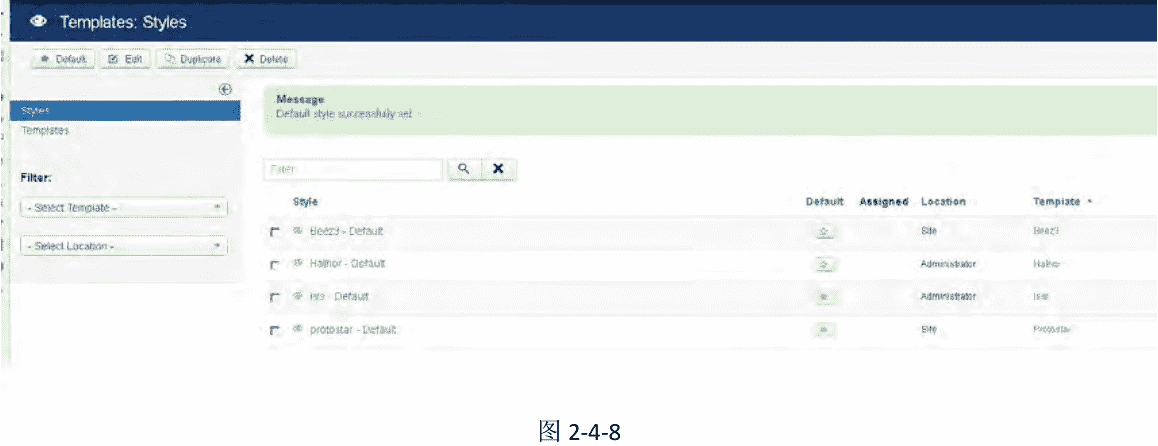 Templates: Styles
Default Edit Duplicate Delete
Styles
Templates
Filter:
- Select Template -
- Select Location -
Message
Default style successfully set
Filter
Style Default Assigned Location Template
Beez3 - Default Site Beez3
Hathor - Default Administrator Hathor
isis - Default Administrator Isis
protostar - Default Site Protostar
图 2-4-8